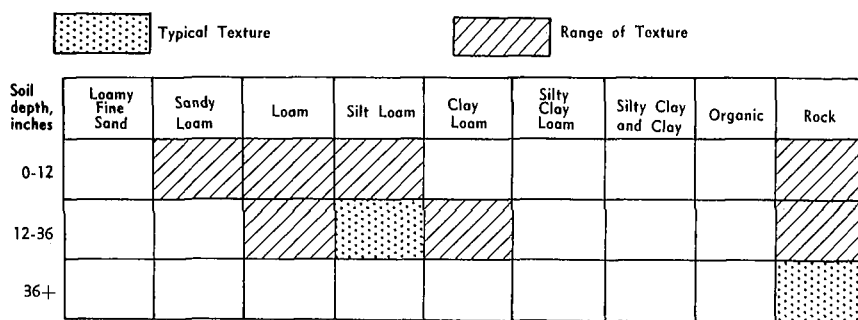 Typical Texture
Range of Texture
Soil depth, inches
Loamy Fine Sand
Sandy Loam
Loam
Silt Loam
Clay Loam
Silty Clay Loam
Silty Clay and Clay
Organic
Rock
0-12
12-36
36+